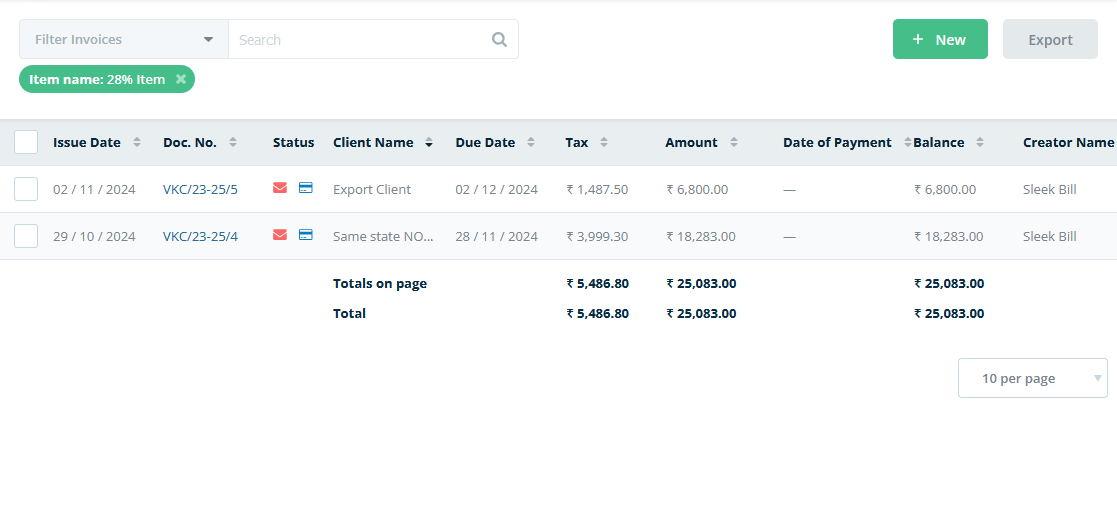 Filter Invoices Search + New Export
Item name: 28% Item ×
Issue Date Doc. No. Status Client Name Due Date Tax Amount Date of Payment Balance Creator Name
02 / 11 / 2024 VKC/23-25/5 Export Client 02 / 12 / 2024 ₹ 1,487.50 ₹ 6,800.00 — ₹ 6,800.00 Sleek Bill
29 / 10 / 2024 VKC/23-25/4 Same state NO... 28 / 11 / 2024 ₹ 3,999.30 ₹ 18,283.00 — ₹ 18,283.00 Sleek Bill
Totals on page ₹ 5,486.80 ₹ 25,083.00 ₹ 25,083.00
Total ₹ 5,486.80 ₹ 25,083.00 ₹ 25,083.00
10 per page